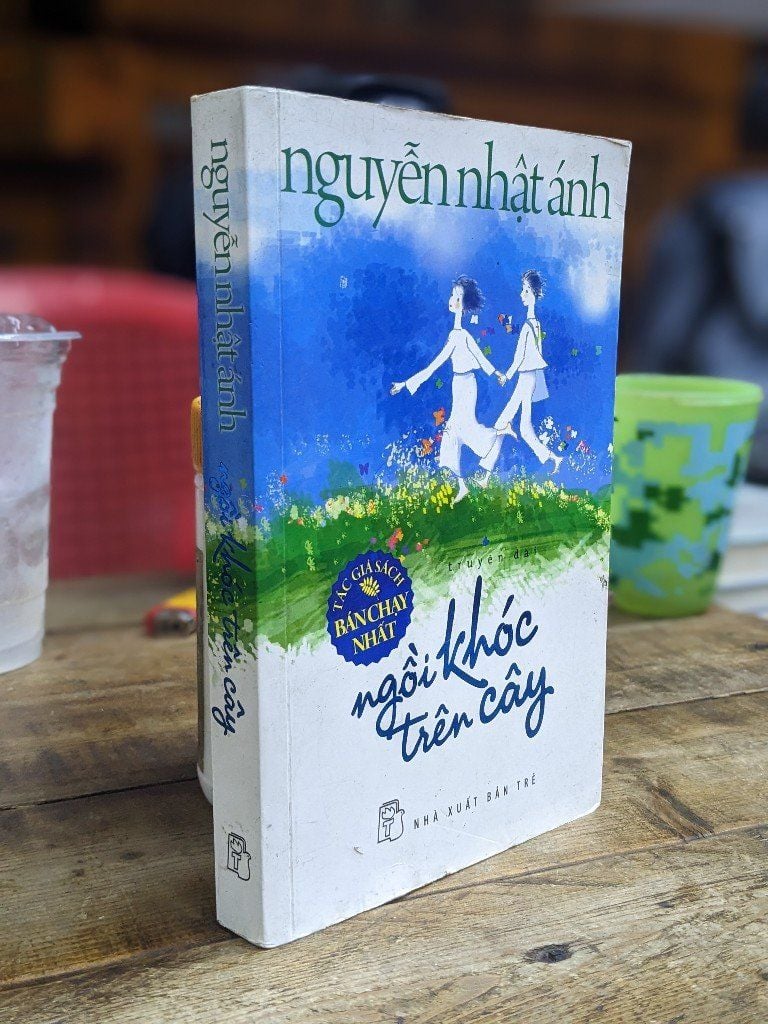 nguyễn nhật ánh
truyện dài
TÁC GIẢ SÁCH
BÁN CHẠY
NHẤT
ngồi khóc
trên cây
NHÀ XUẤT BẢN TRẺ
nguyễn nhật ánh
ngồi khóc trên cây